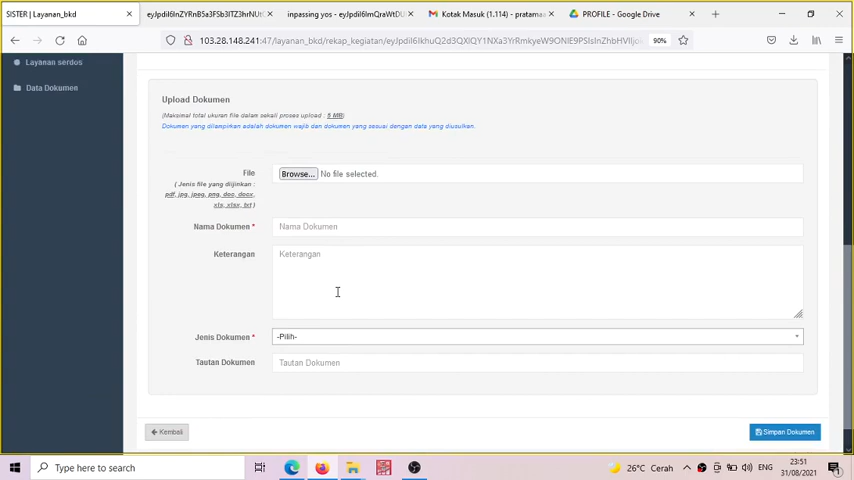 SISTER | Layanan_bkd
inpassing yos - eyJpdiI6ImQraWtDU
Kotak Masuk (1.114) - pratama
PROFILE - Google Drive
90%
Layanan serdos
Data Dokumen
Upload Dokumen
(Maksimal total ukuran file dalam sekali proses upload : 5 MB)
Dokumen yang dilampirkan adalah dokumen wajib dan dokumen yang sesuai dengan data yang diusulkan.
File
Browse... No file selected.
( Jenis file yang diijinkan :
pdf, jpg, jpeg, png, doc, docx,
xls, xlsx, txt )
Nama Dokumen *
Nama Dokumen
Keterangan
Keterangan
Jenis Dokumen *
-Pilih-
Tautan Dokumen
Tautan Dokumen
Kembali
Simpan Dokumen
Type here to search
26°C Cerah
ENG
23:51
31/08/2021